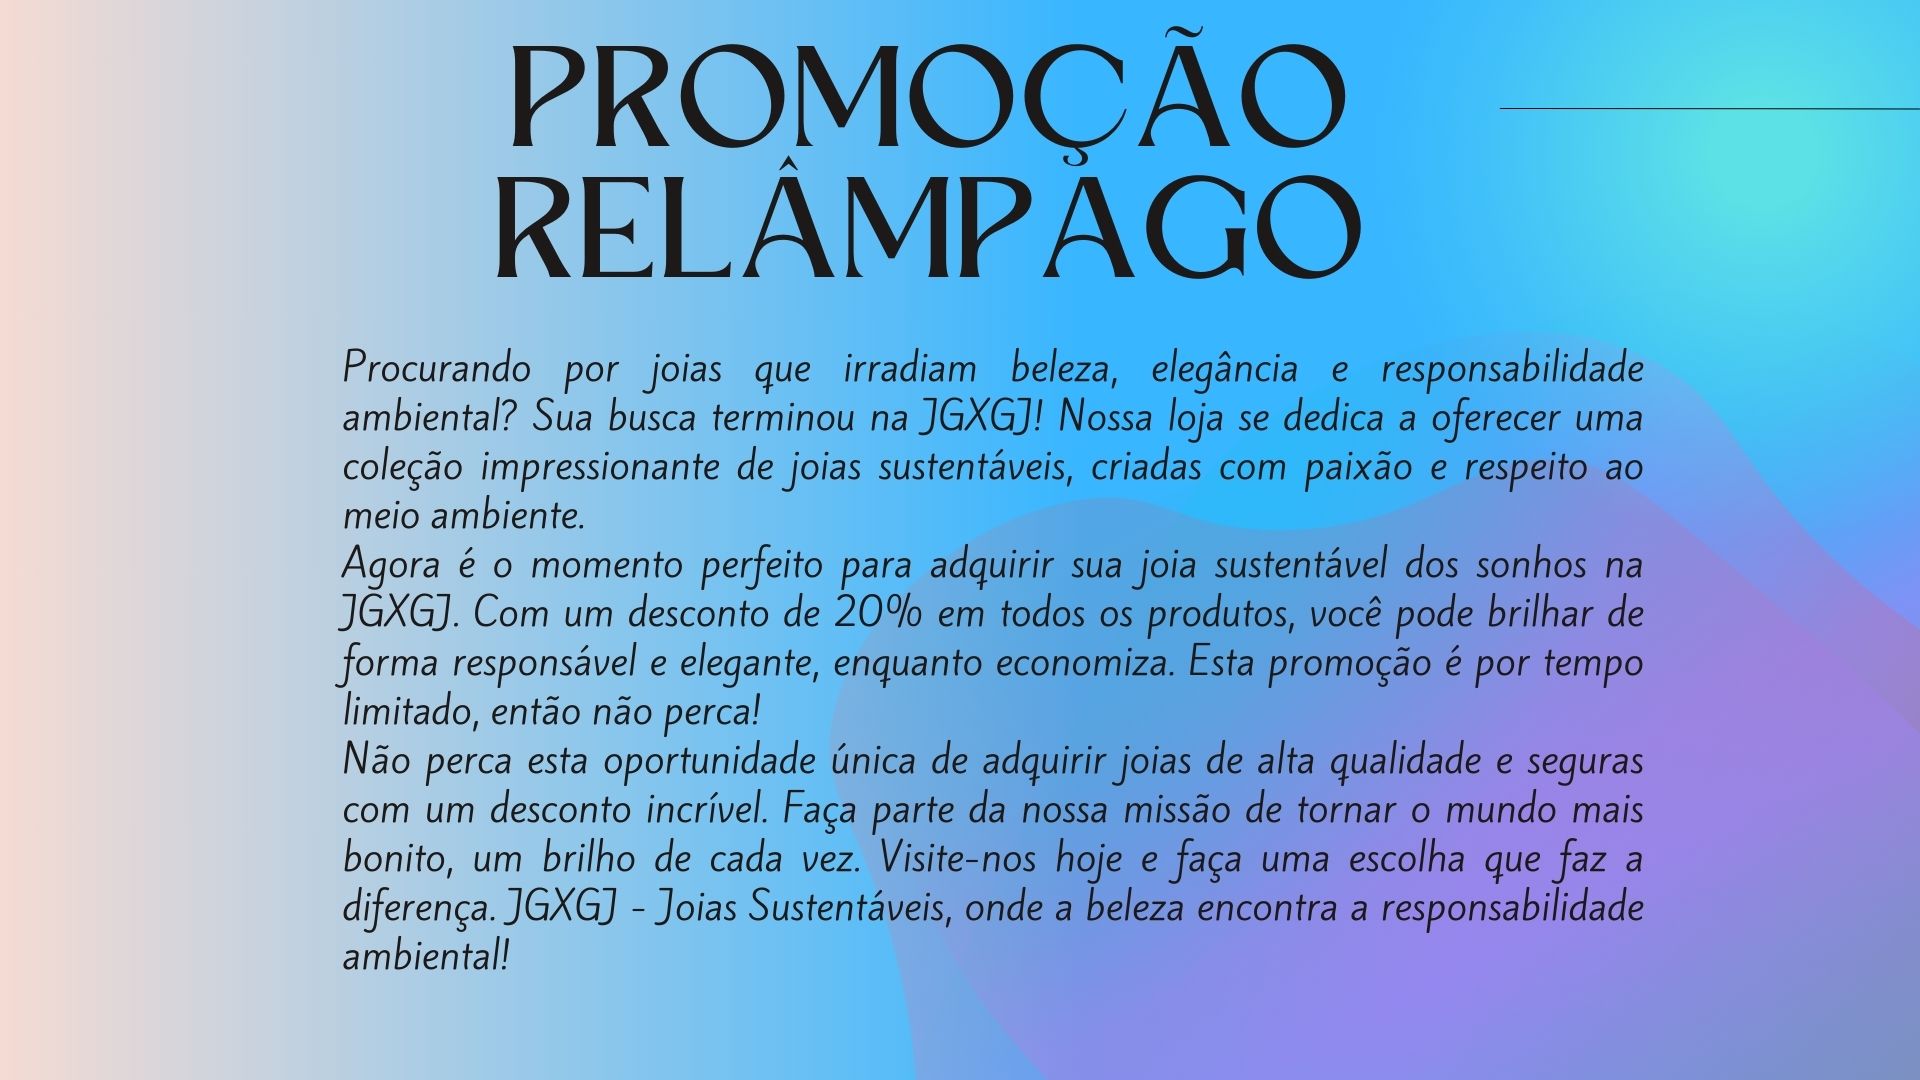 PROMOÇÃO
RELÂMPAGO
Procurando por joias que irradiam beleza, elegância e responsabilidade
ambiental? Sua busca terminou na JGXGJ! Nossa loja se dedica a oferecer uma
coleção impressionante de joias sustentáveis, criadas com paixão e respeito ao
meio ambiente.
Agora é o momento perfeito para adquirir sua joia sustentável dos sonhos na
JGXGJ. Com um desconto de 20% em todos os produtos, você pode brilhar de
forma responsável e elegante, enquanto economiza. Esta promoção é por tempo
limitado, então não perca!
Não perca esta oportunidade única de adquirir joias de alta qualidade e seguras
com um desconto incrível. Faça parte da nossa missão de tornar o mundo mais
bonito, um brilho de cada vez. Visite-nos hoje e faça uma escolha que faz a
diferença. JGXGJ - Joias Sustentáveis, onde a beleza encontra a responsabilidade
ambiental!